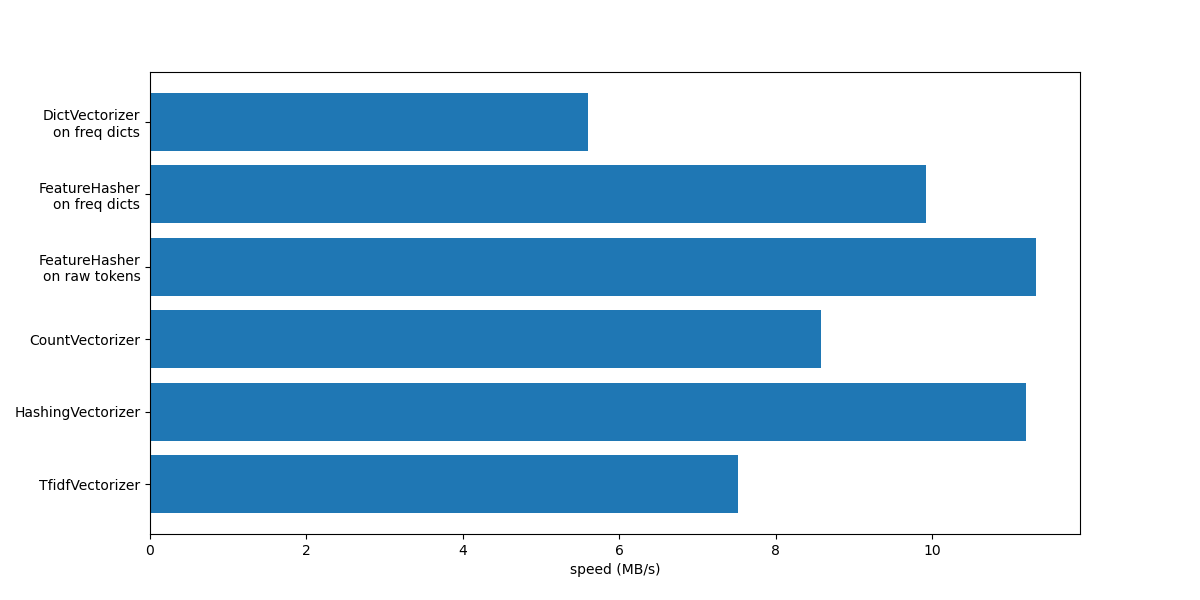 DictVectorizer
on freq dicts
FeatureHasher
on freq dicts
FeatureHasher
on raw tokens
CountVectorizer
HashingVectorizer
TfidfVectorizer
0 2 4 6 8 10
speed (MB/s)